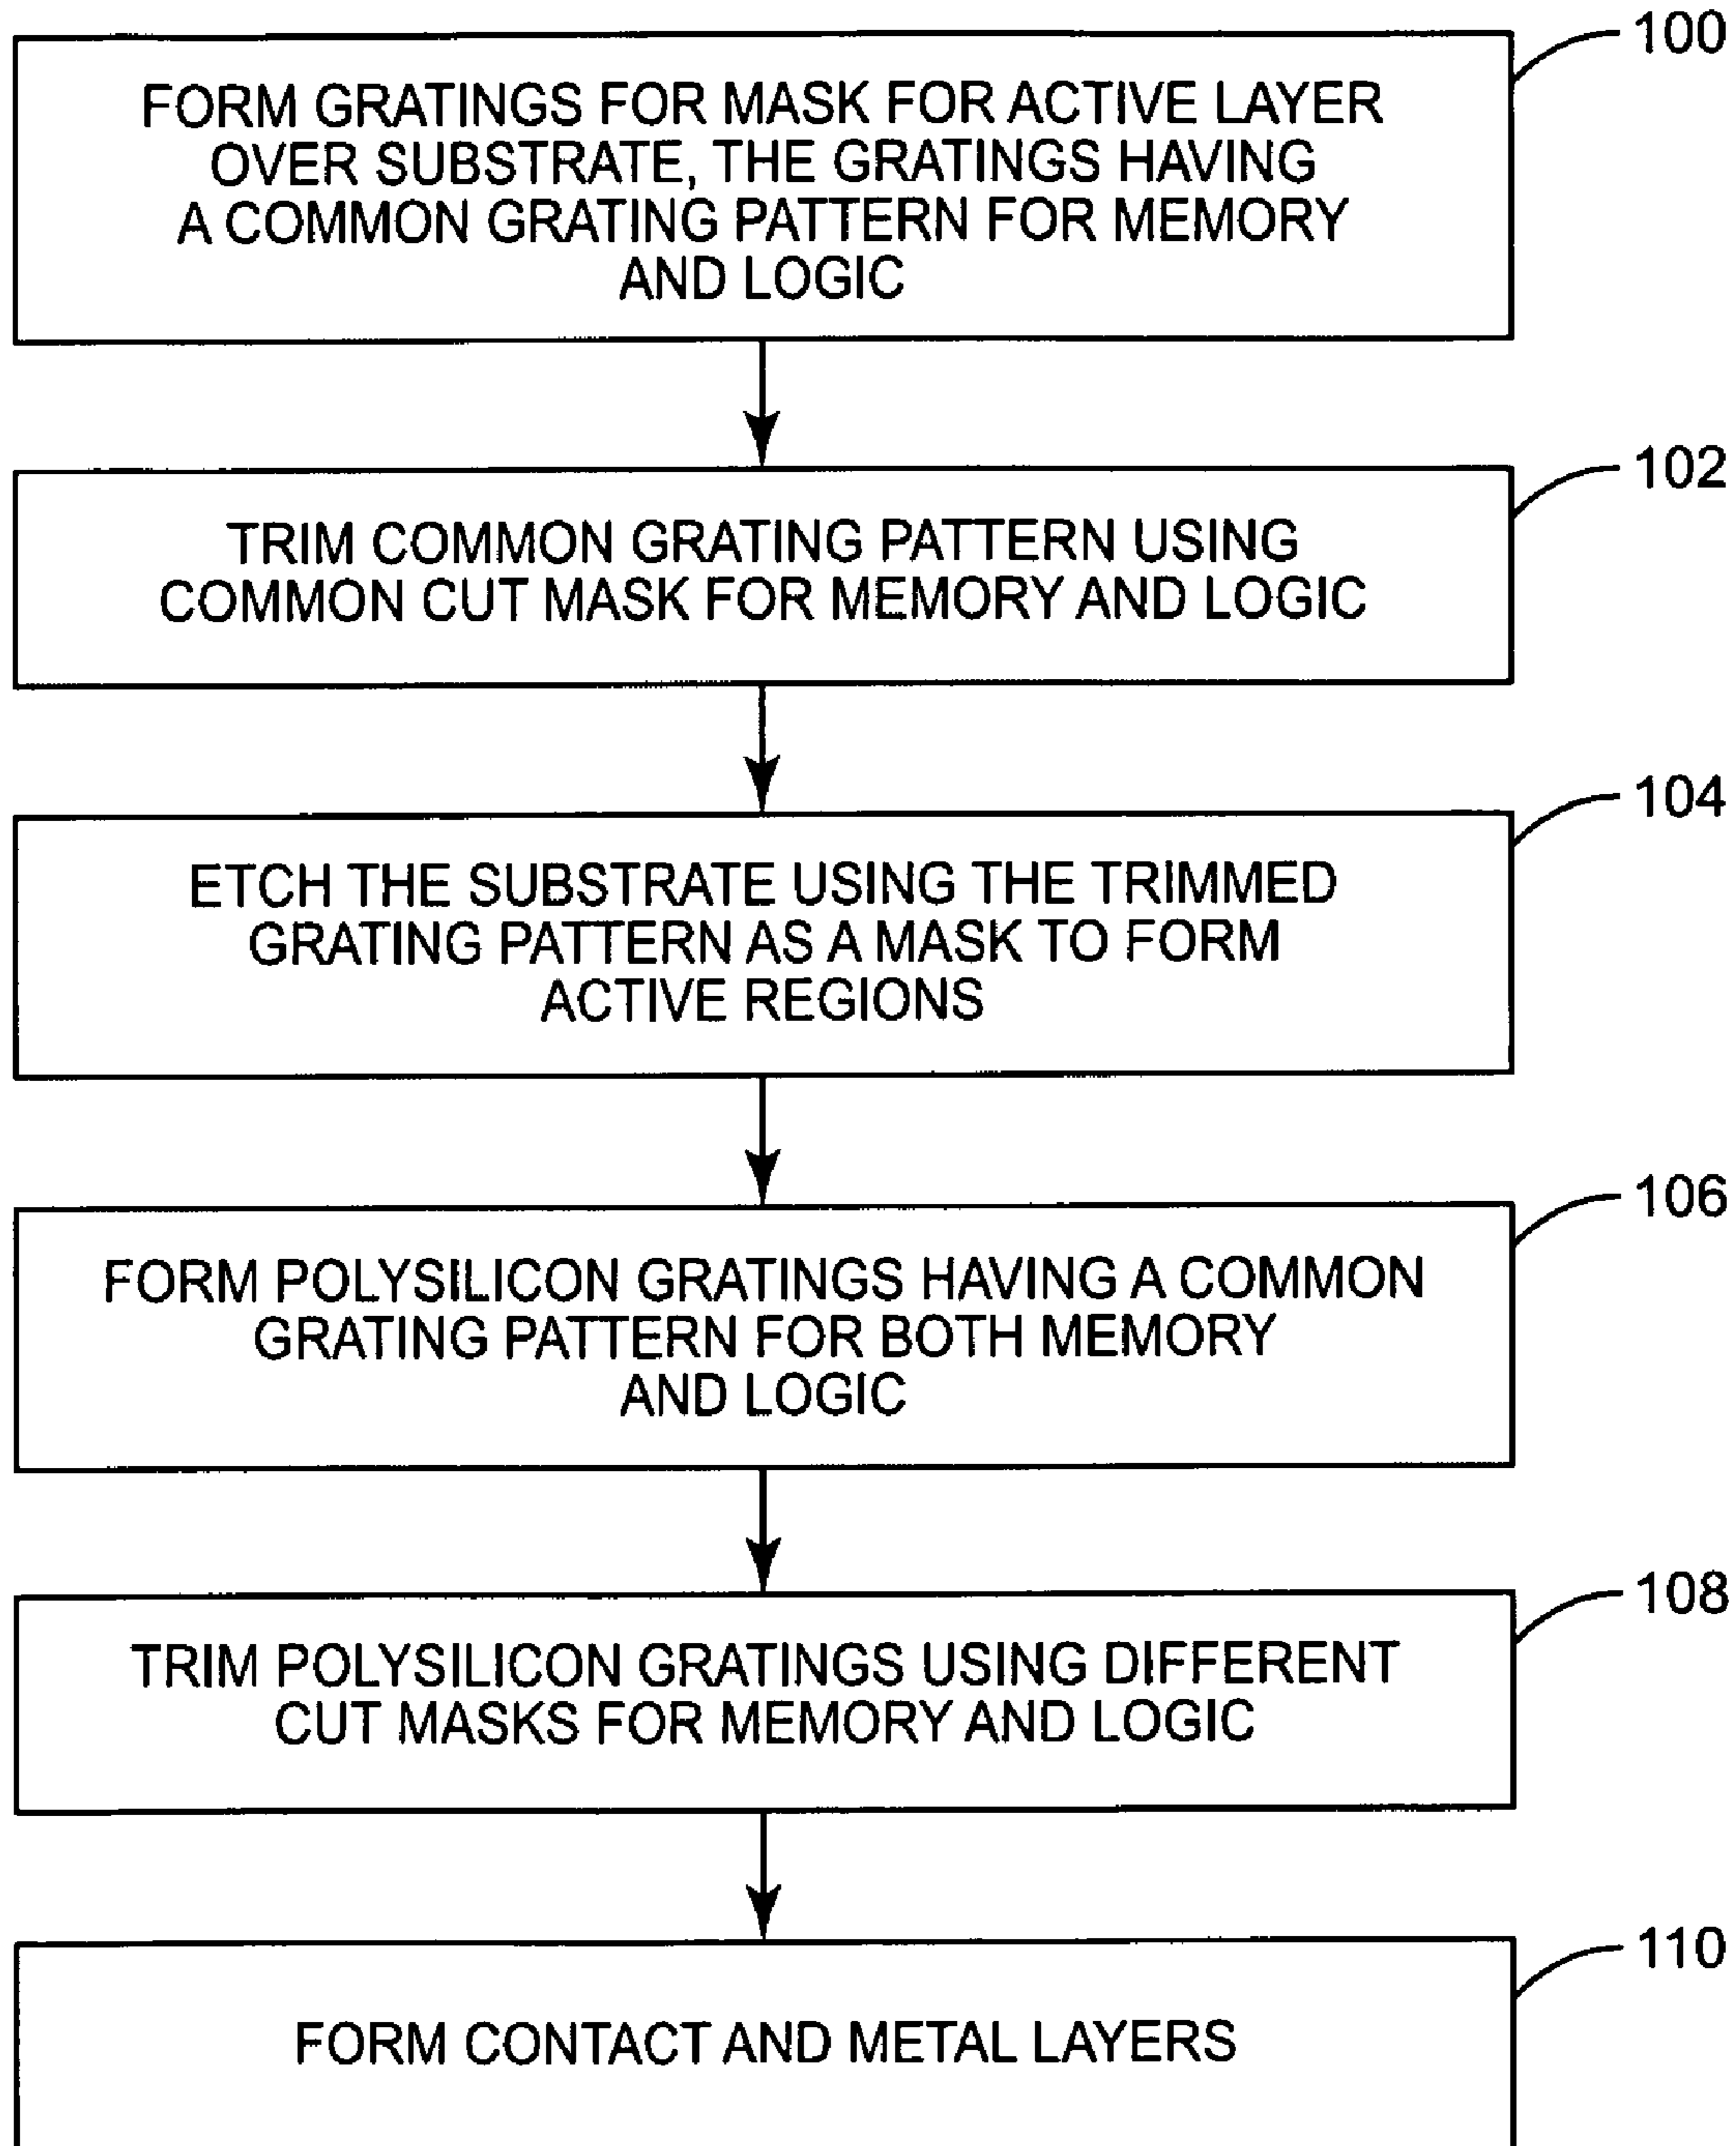 100
FORM GRATINGS FOR MASK FOR ACTIVE LAYER
OVER SUBSTRATE, THE GRATINGS HAVING
A COMMON GRATING PATTERN FOR MEMORY
AND LOGIC
102
TRIM COMMON GRATING PATTERN USING
COMMON CUT MASK FOR MEMORY AND LOGIC
104
ETCH THE SUBSTRATE USING THE TRIMMED
GRATING PATTERN AS A MASK TO FORM
ACTIVE REGIONS
106
FORM POLYSILICON GRATINGS HAVING A COMMON
GRATING PATTERN FOR BOTH MEMORY
AND LOGIC
108
TRIM POLYSILICON GRATINGS USING DIFFERENT
CUT MASKS FOR MEMORY AND LOGIC
110
FORM CONTACT AND METAL LAYERS